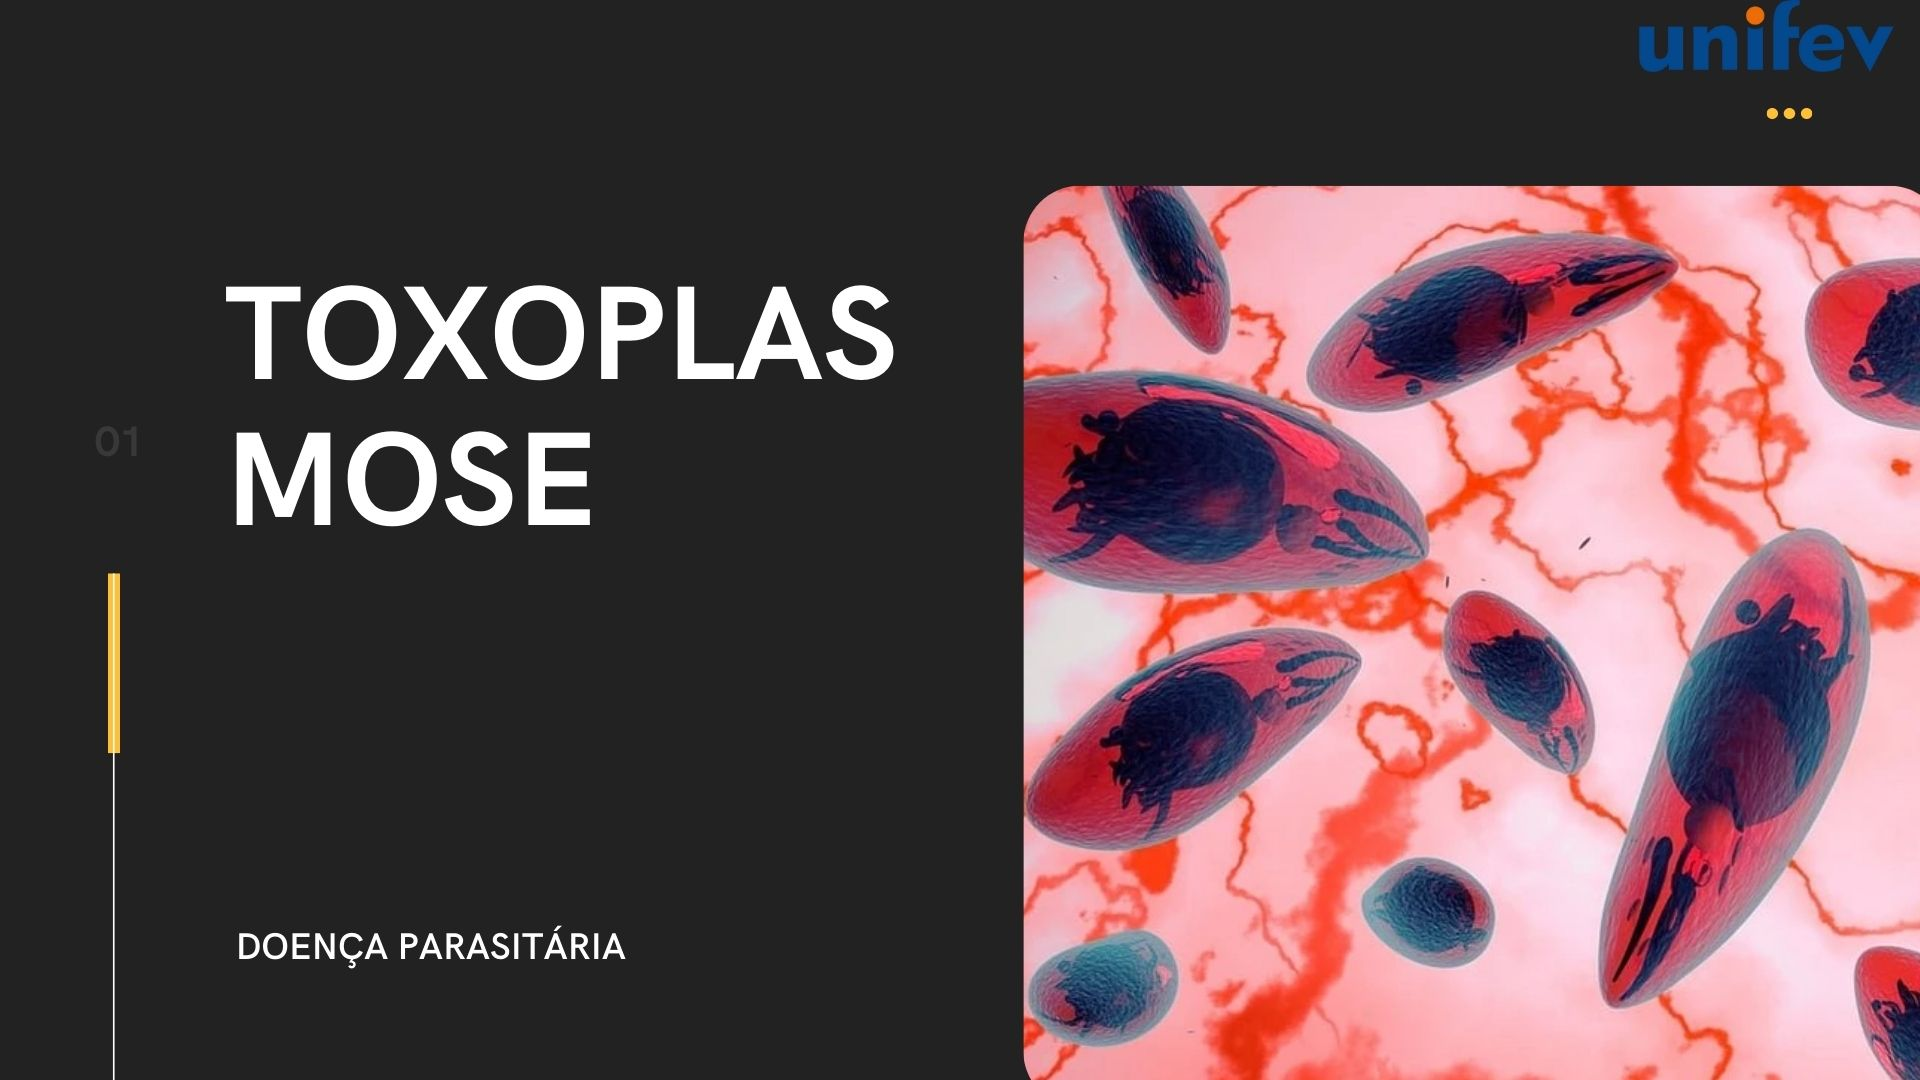 unifev
TOXOPLAS
MOSE
01
DOENÇA PARASITÁRIA